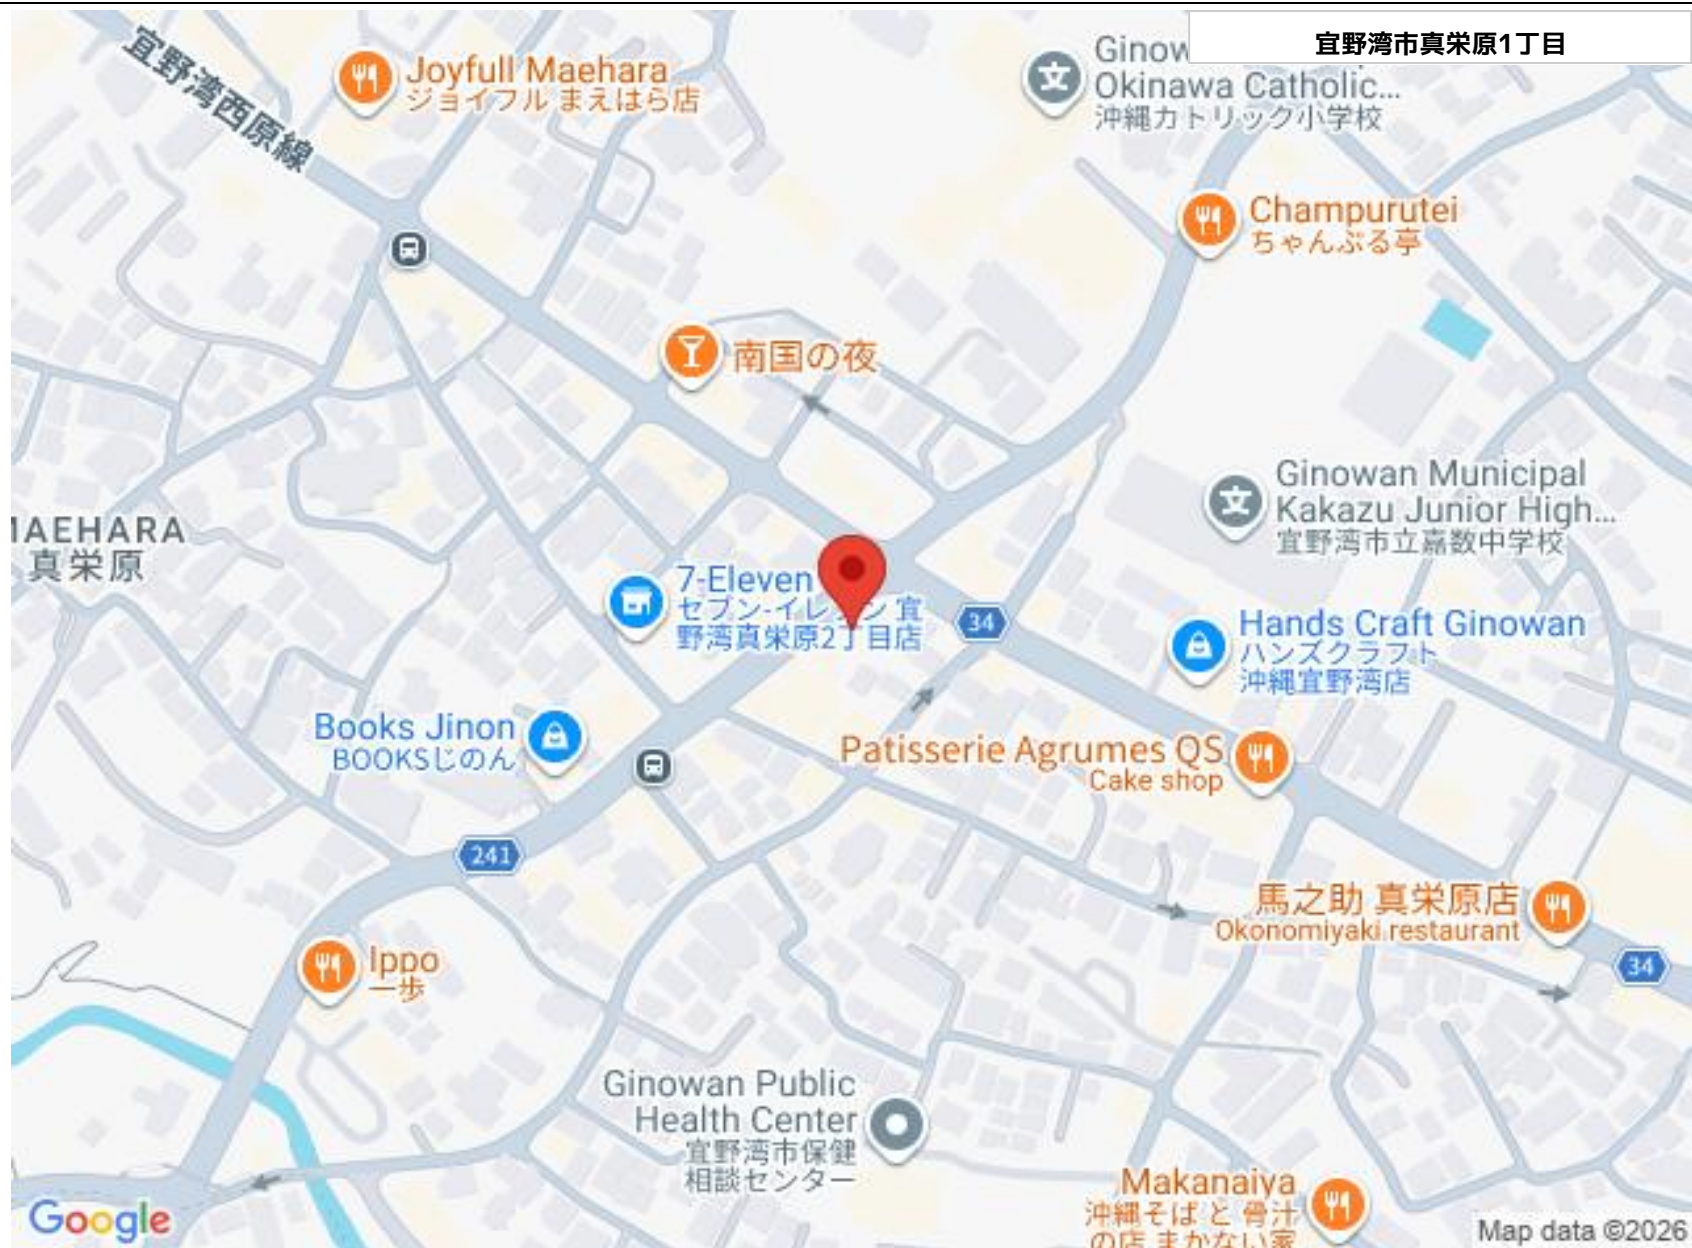 宜野湾市真栄原1丁目
宜野湾西原線
Joyfull Maehara
ジョイフル まえはら店
Okinawa Catholic...
沖縄カトリック小学校
Champurutei
ちゃんぷる亭
南国の夜
Ginowan Municipal
Kakazu Junior High...
宜野湾市立嘉数中学校
真栄原
7-Eleven
セブン-イレブン 宜
野湾真栄原2丁目店
34
Hands Craft Ginowan
ハンズクラフト
沖縄宜野湾店
Books Jinon
BOOKSじのん
Patisserie Agrumes QS
Cake shop
241
馬之助 真栄原店
Okonomiyaki restaurant
34
Ippo
一歩
Ginowan Public
Health Center
宜野湾市保健
相談センター
Makanaiya
沖縄そば と 骨汁
の店 まかない家
Google
Map data ©2026